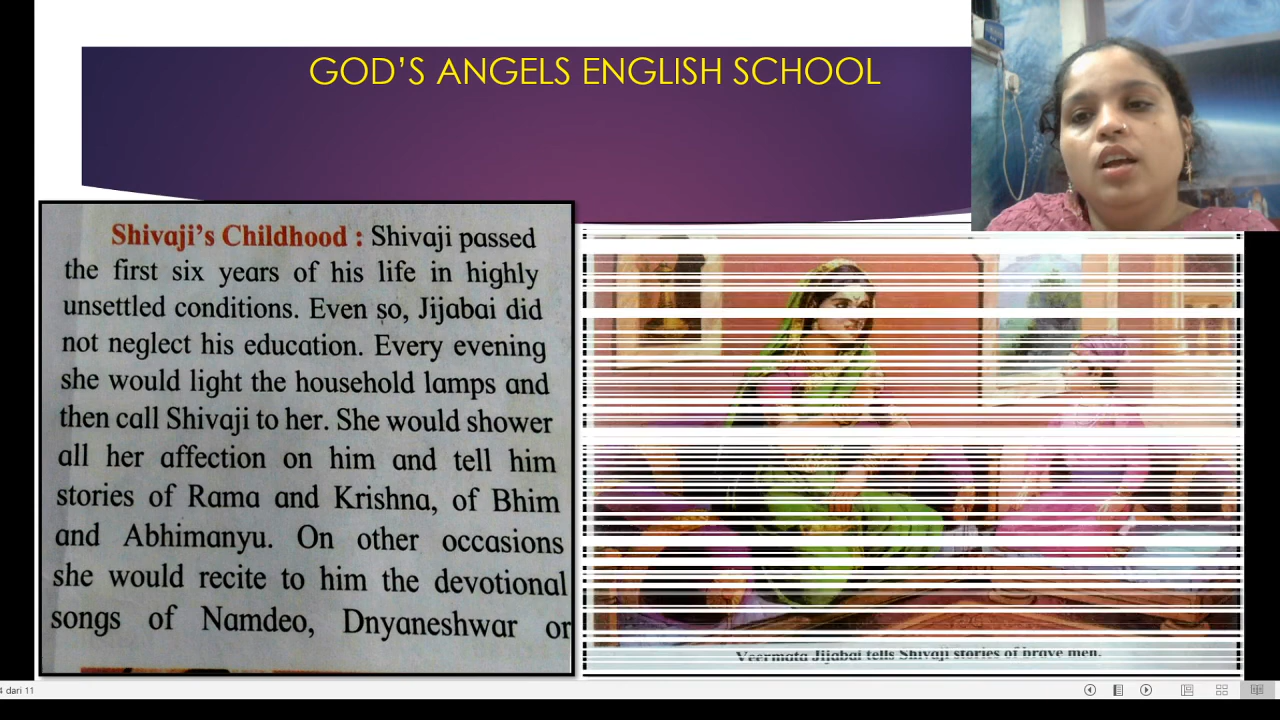 GOD'S ANGELS ENGLISH SCHOOL
Shivaji's Childhood : Shivaji passed
the first six years of his life in highly
unsettled conditions. Even so, Jijabai did
not neglect his education. Every evening
she would light the household lamps and
then call Shivaji to her. She would shower
all her affection on him and tell him
stories of Rama and Krishna, of Bhim
and Abhimanyu. On other occasions
she would recite to him the devotional
songs of Namdeo, Dnyaneshwar or
Veermata Jijabai tells Shivaji stories of brave men.
dari 11